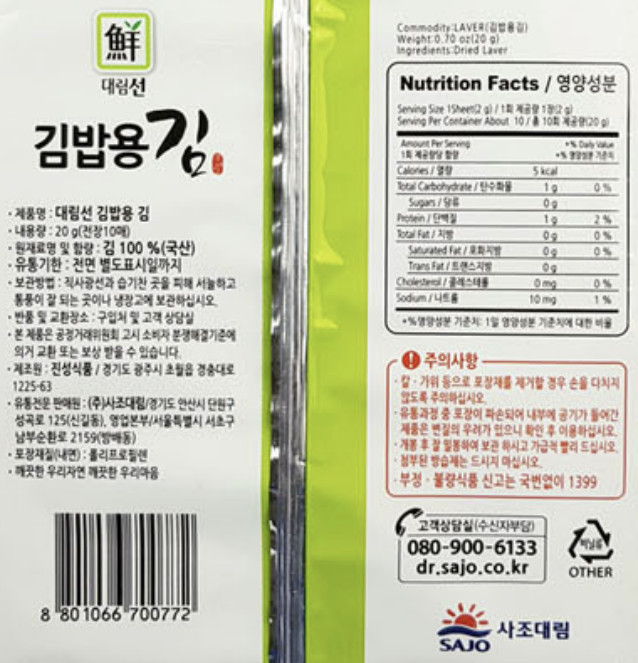 鮮
대림선
김밥용김
· 제품명 : 대림선 김밥용 김
· 내용량 : 20 g(전장10매)
· 원재료명 및 함량 : 김 100 %(국산)
· 유통기한 : 전면 별도표시일까지
· 보관방법 : 직사광선과 습기찬 곳을 피해 서늘하고
통풍이 잘 되는 곳이나 냉장고에 보관하십시오.
· 반품 및 교환장소 : 구입처 및 고객 상담실
· 본 제품은 공정거래위원회 고시 소비자 분쟁해결기준에
의거 교환 또는 보상 받을 수 있습니다.
· 제조원 : 진성식품 / 경기도 광주시 초월읍 경충대로
1225-63
· 유통전문 판매원 : (주)사조대림/경기도 안산시 단원구
성곡로 125(신길동), 영업본부/서울특별시 서초구
남부순환로 2159(방배동)
· 포장재질(내면) : 폴리프로필렌
· 깨끗한 우리자연 깨끗한 우리마음
8 801066 700772
Commodity:LAVER(김밥용김)
Weight:0.70 oz(20 g)
Ingredients:Dried Laver
Nutrition Facts / 영양성분
Serving Size 1Sheet(2 g) / 1회 제공량 1장(2 g)
Serving Per Container About 10 / 총 10회 제공량(20 g)
Amount Per Serving *% Daily Value
1회 제공량당 함량 *% 영양성분 기준치
Calories / 열량 5 kcal
Total Carbohydrate / 탄수화물 1 g 0 %
Sugars / 당류 0 g
Protein / 단백질 1 g 2 %
Total Fat / 지방 0 g 0 %
Saturated Fat / 포화지방 0 g 0 %
Trans Fat / 트랜스지방 0 g
Cholesterol / 콜레스테롤 0 mg 0 %
Sodium / 나트륨 10 mg 1 %
*%영양성분 기준치: 1일 영양성분 기준치에 대한 비율
! 주의사항
· 칼 · 가위 등으로 포장재를 제거할 경우 손을 다치지
않도록 주의하십시오.
· 유통과정 중 포장이 파손되어 내부에 공기가 들어간
제품은 변질의 우려가 있으니 확인 후 이용하십시오.
· 개봉 후 잘 밀봉하여 보관 하시고 가급적 빨리 드십시오.
· 첨부된 방습제는 드시지 마십시오.
· 부정 · 불량식품 신고는 국번없이 1399
고객상담실(수신자부담)
080-900-6133
dr.sajo.co.kr
비닐류
OTHER
SAJO 사조대림